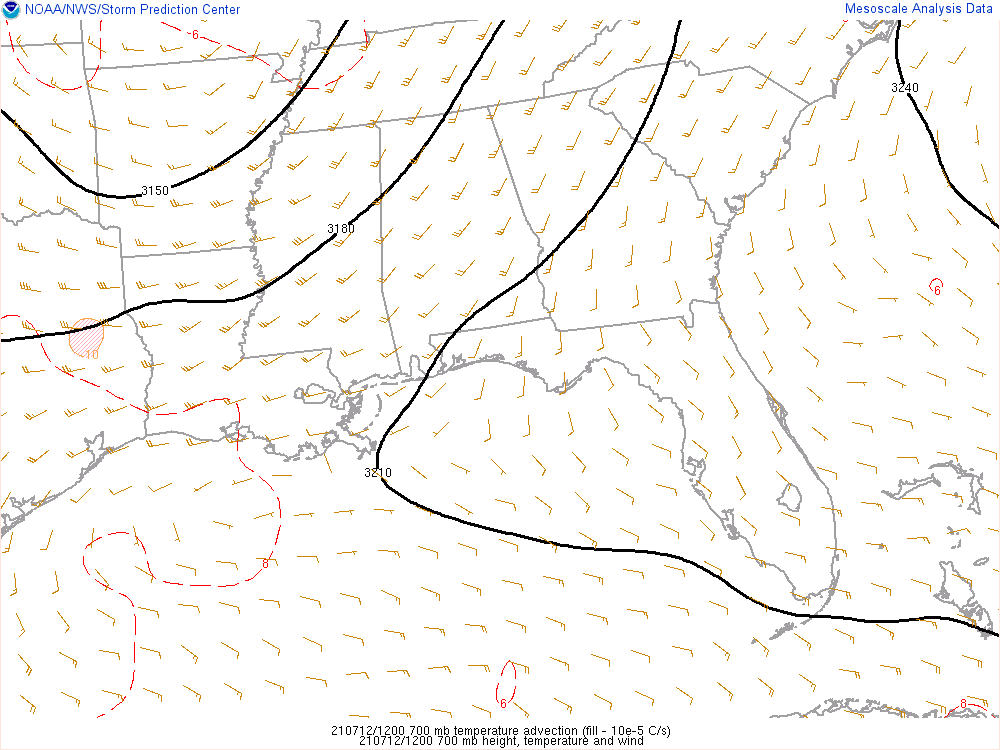 NOAA/NWS/Storm Prediction Center
Mesoscale Analysis Data
6
3240
3150
3180
6
10
3210
8
6
8
210712/1200 700 mb temperature advection (fill - 10e-5 C/s)
210712/1200 700 mb height, temperature and wind